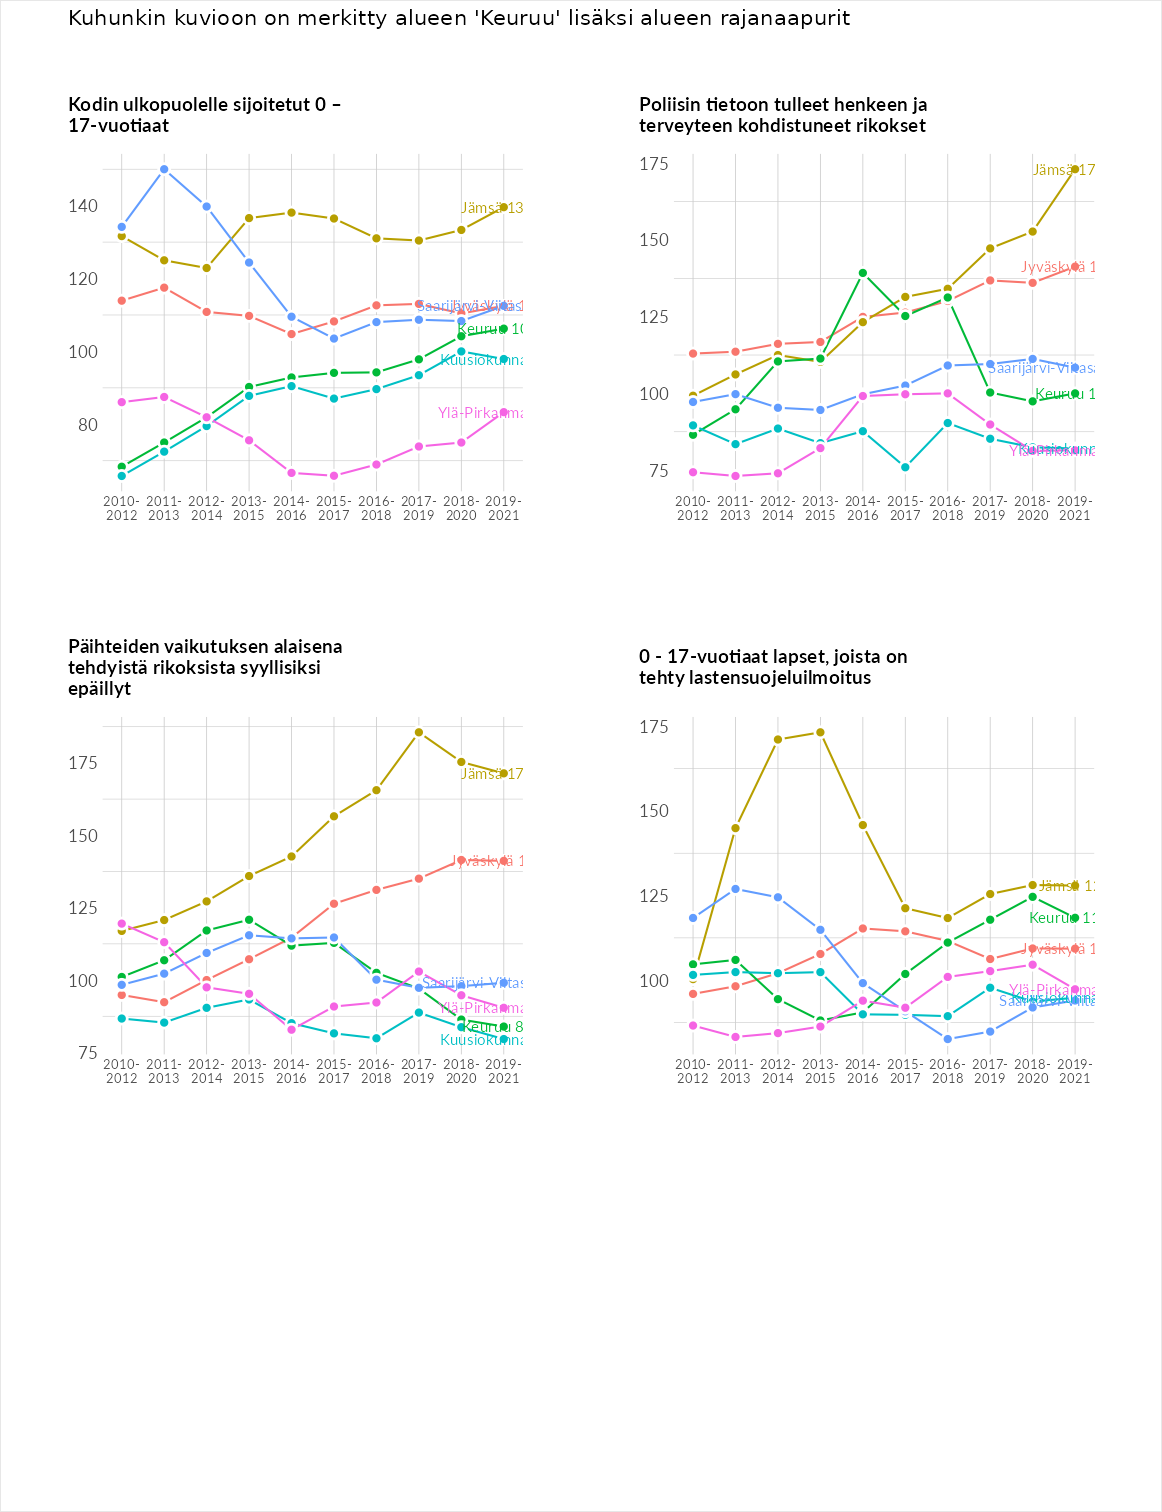 Kuhunkin kuvioon on merkitty alueen 'Keuruu' lisäksi alueen rajanaapurit
Kodin ulkopuolelle sijoitetut 0 –
17-vuotiaat
140
120
100
80
Jämsä 13
Keuruu 10
Kuusiokunna
Ylä-Pirkanma
2010- 2011- 2012- 2013- 2014- 2015- 2016- 2017- 2018- 2019-
2012 2013 2014 2015 2016 2017 2018 2019 2020 2021
Poliisin tietoon tulleet henkeen ja
terveyteen kohdistuneet rikokset
175
150
125
100
75
Jämsä 17
Jyväskylä 1
Saarijärvi-Viitasa
Keuruu 1
2010- 2011- 2012- 2013- 2014- 2015- 2016- 2017- 2018- 2019-
2012 2013 2014 2015 2016 2017 2018 2019 2020 2021
Päihteiden vaikutuksen alaisena
tehdyistä rikoksista syyllisiksi
epäillyt
175
150
125
100
75
Jämsä 17
Jyväskylä 1
Saarijärvi-Viitas
Ylä-Pirkanma
Keuruu 8
Kuusiokunna
2010- 2011- 2012- 2013- 2014- 2015- 2016- 2017- 2018- 2019-
2012 2013 2014 2015 2016 2017 2018 2019 2020 2021
0 - 17-vuotiaat lapset, joista on
tehty lastensuojeluilmoitus
175
150
125
100
Jämsä 12
Keuruu 11
Jyväskylä 1
Ylä-Pirkanma
2010- 2011- 2012- 2013- 2014- 2015- 2016- 2017- 2018- 2019-
2012 2013 2014 2015 2016 2017 2018 2019 2020 2021